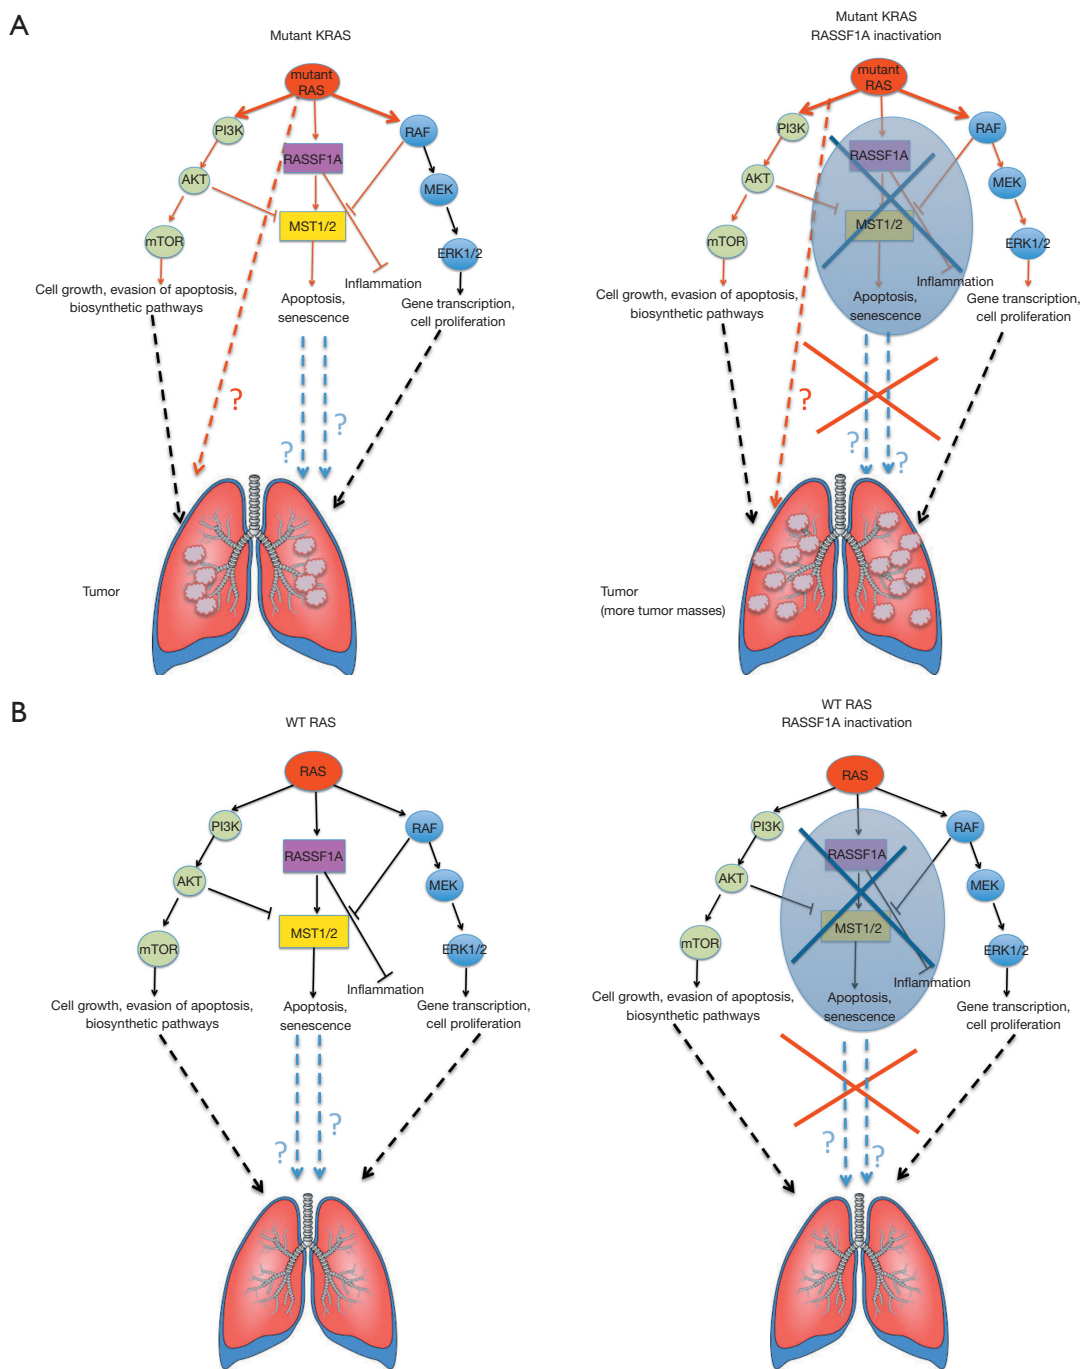 A
Mutant KRAS
mutant
RAS
PI3K
RAF
RASSF1A
AKT
MEK
MST1/2
mTOR
ERK1/2
Inflammation
Cell growth, evasion of apoptosis,
biosynthetic pathways
Apoptosis,
senescence
Gene transcription,
cell proliferation
?
?
?
Tumor
Mutant KRAS
RASSF1A inactivation
mutant
RAS
PI3K
RAF
RASSF1A
AKT
MEK
MST1/2
mTOR
ERK1/2
Inflammation
Cell growth, evasion of apoptosis,
biosynthetic pathways
Apoptosis,
senescence
Gene transcription,
cell proliferation
?
?
?
Tumor
(more tumor masses)
B
WT RAS
RAS
PI3K
RAF
RASSF1A
AKT
MEK
MST1/2
mTOR
ERK1/2
Inflammation
Cell growth, evasion of apoptosis,
biosynthetic pathways
Apoptosis,
senescence
Gene transcription,
cell proliferation
?
?
WT RAS
RASSF1A inactivation
RAS
PI3K
RAF
RASSF1A
AKT
MEK
MST1/2
mTOR
ERK1/2
Inflammation
Cell growth, evasion of apoptosis,
biosynthetic pathways
Apoptosis,
senescence
Gene transcription,
cell proliferation
?
?